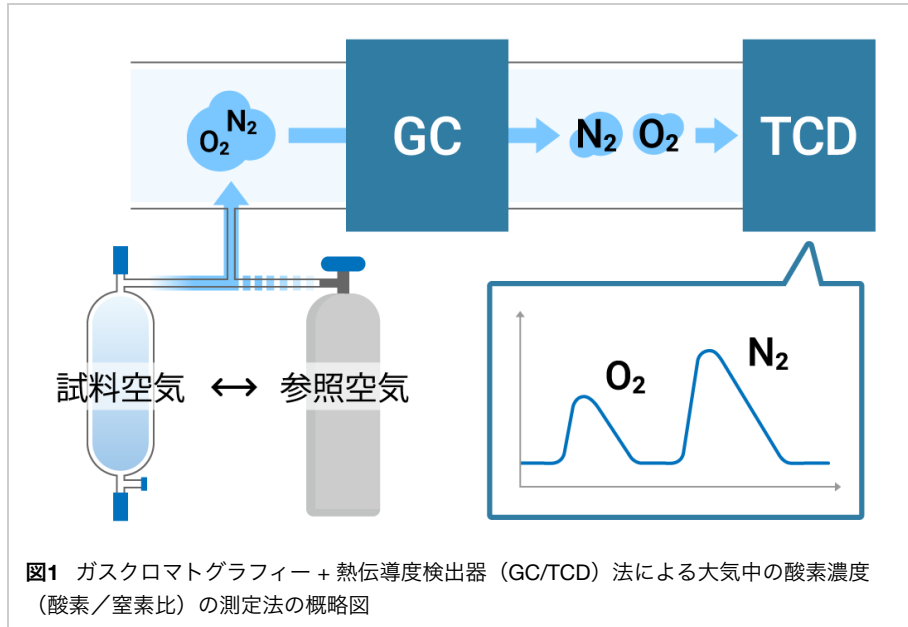 O₂ N₂
GC
N₂ O₂
TCD
試料空気 ↔ 参照空気
O₂
N₂
図1 ガスクロマトグラフィー + 熱伝導度検出器（GC/TCD）法による大気中の酸素濃度
（酸素／窒素比）の測定法の概略図